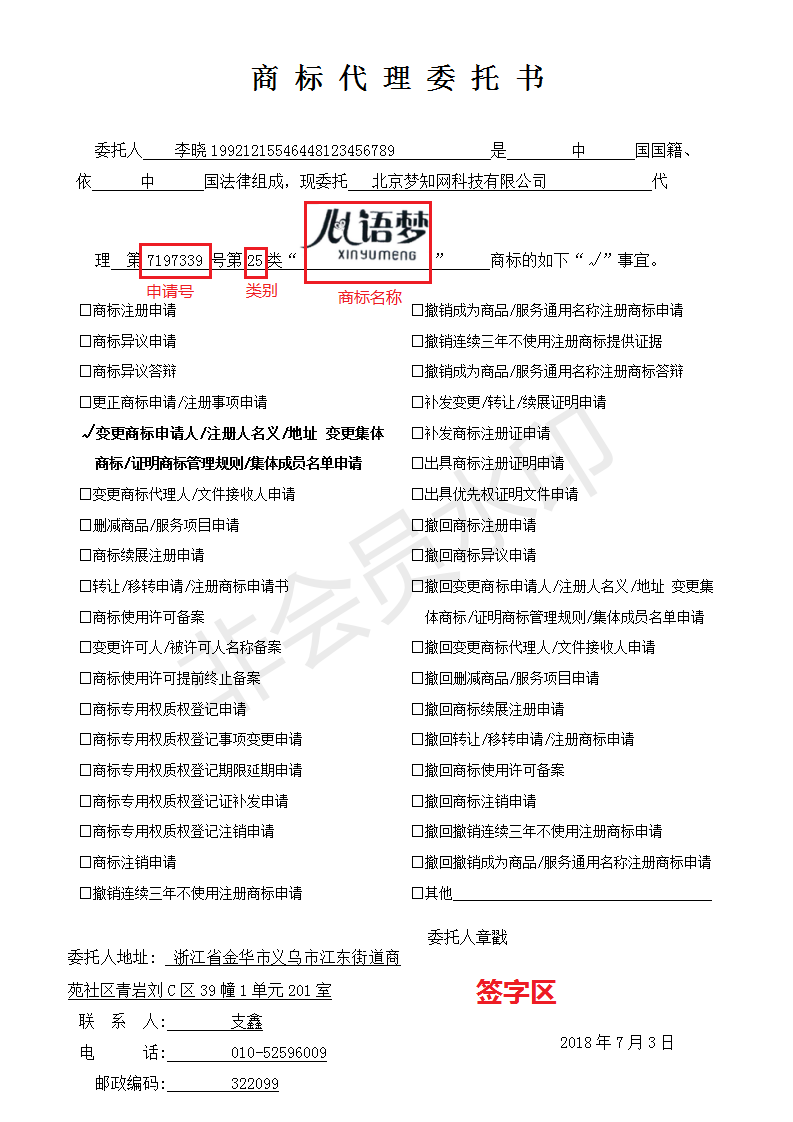 商标代理委托书
委托人 李晓19921215546448123456789 是 中 国国籍、
依 中 国法律组成，现委托 北京梦知网科技有限公司 代
心语梦
XINYUMENG
理 第 7197339 号第 25 类“ ” 商标的如下“√”事宜。
申请号 类别 商标名称
□商标注册申请
□商标异议申请
□商标异议答辩
□更正商标申请/注册事项申请
√变更商标申请人/注册人名义/地址 变更集体
商标/证明商标管理规则/集体成员名单申请
□变更商标代理人/文件接收人申请
□删减商品/服务项目申请
□商标续展注册申请
□转让/移转申请/注册商标申请书
□商标使用许可备案
□变更许可人/被许可人名称备案
□商标使用许可提前终止备案
□商标专用权质权登记申请
□商标专用权质权登记事项变更申请
□商标专用权质权登记期限延期申请
□商标专用权质权登记证补发申请
□商标专用权质权登记注销申请
□商标注销申请
□撤销连续三年不使用注册商标申请
□撤销成为商品/服务通用名称注册商标申请
□撤销连续三年不使用注册商标提供证据
□撤销成为商品/服务通用名称注册商标答辩
□补发变更/转让/续展证明申请
□补发商标注册证申请
□出具商标注册证明申请
□出具优先权证明文件申请
□撤回商标注册申请
□撤回商标异议申请
□撤回变更商标申请人/注册人名义/地址 变更集
体商标/证明商标管理规则/集体成员名单申请
□撤回变更商标代理人/文件接收人申请
□撤回删减商品/服务项目申请
□撤回商标续展注册申请
□撤回转让/移转申请/注册商标申请
□撤回商标使用许可备案
□撤回商标注销申请
□撤回撤销连续三年不使用注册商标申请
□撤回撤销成为商品/服务通用名称注册商标申请
□其他
非会员水印
委托人地址: 浙江省金华市义乌市江东街道商
苑社区青岩刘C区39幢1单元201室
联 系 人: 支鑫
电 话: 010-52596009
邮政编码: 322099
委托人章戳
签字区
2018年7月3日